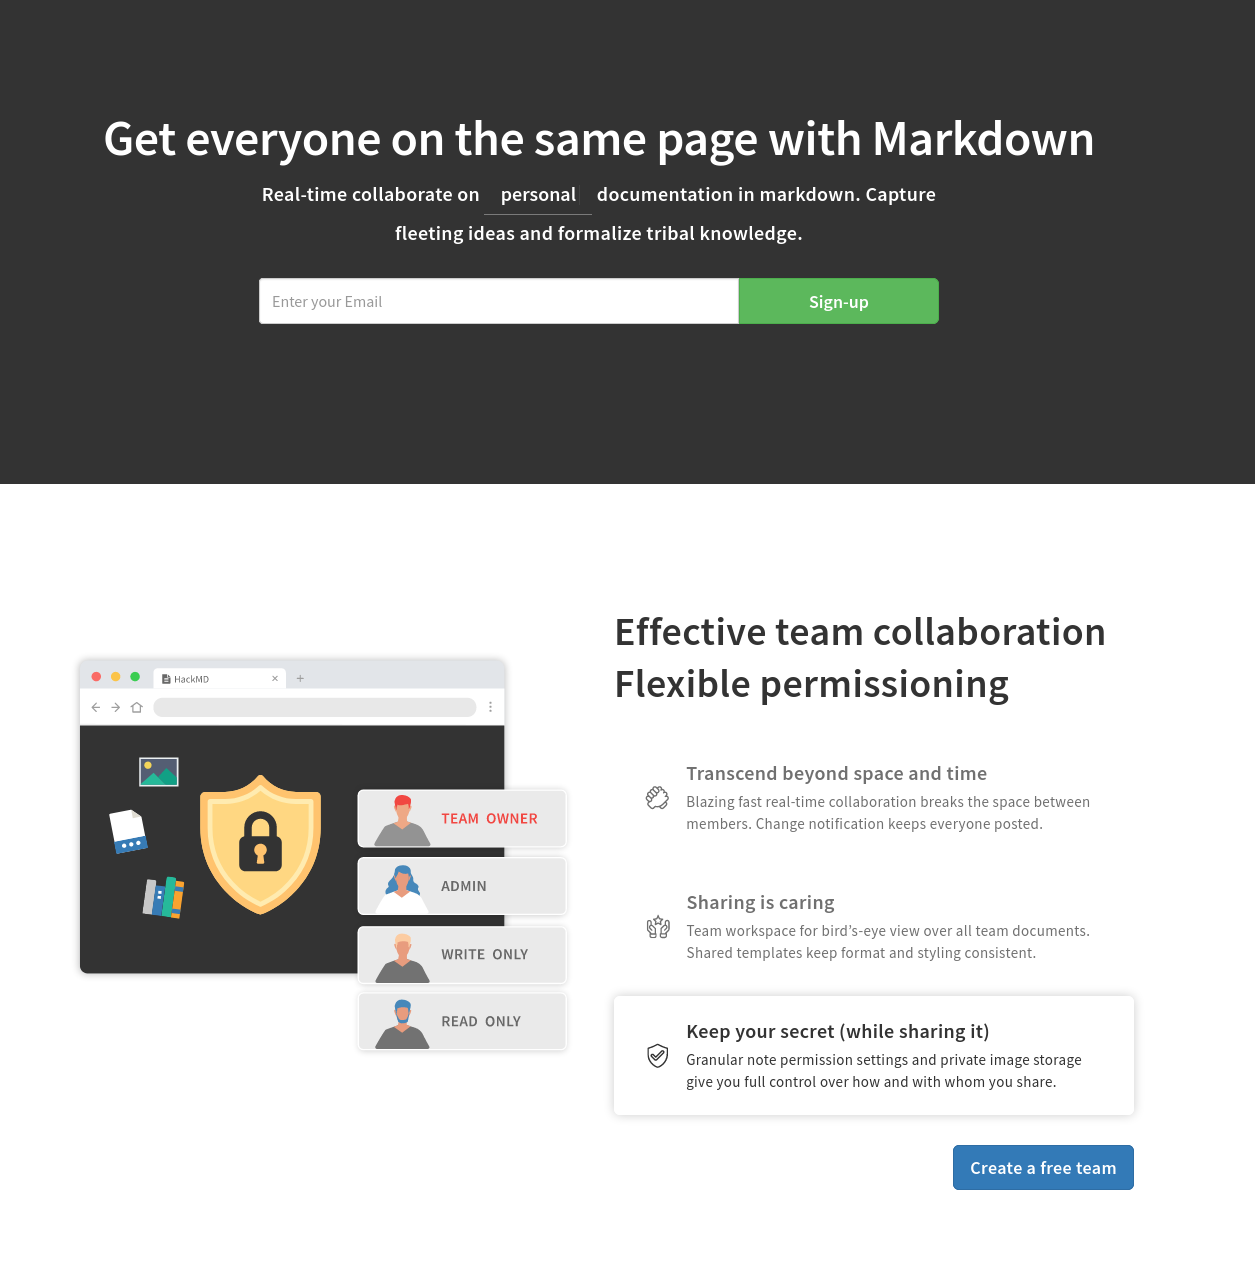 Get everyone on the same page with Markdown
Real-time collaborate on personal documentation in markdown. Capture
fleeting ideas and formalize tribal knowledge.
Enter your Email
Sign-up
HackMD
TEAM OWNER
ADMIN
WRITE ONLY
READ ONLY
Effective team collaboration
Flexible permissioning
Transcend beyond space and time
Blazing fast real-time collaboration breaks the space between
members. Change notification keeps everyone posted.
Sharing is caring
Team workspace for bird’s-eye view over all team documents.
Shared templates keep format and styling consistent.
Keep your secret (while sharing it)
Granular note permission settings and private image storage
give you full control over how and with whom you share.
Create a free team